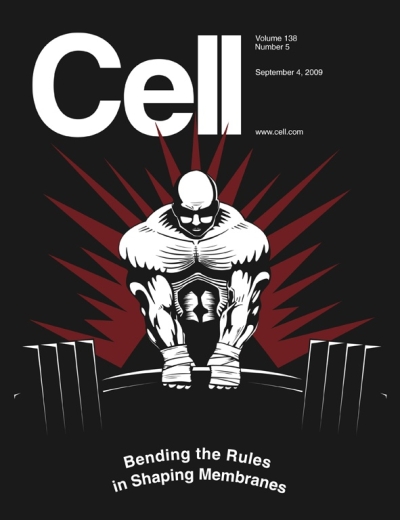 Cell
Volume 138
Number 5
September 4, 2009
www.cell.com
Bending the Rules
in Shaping Membranes